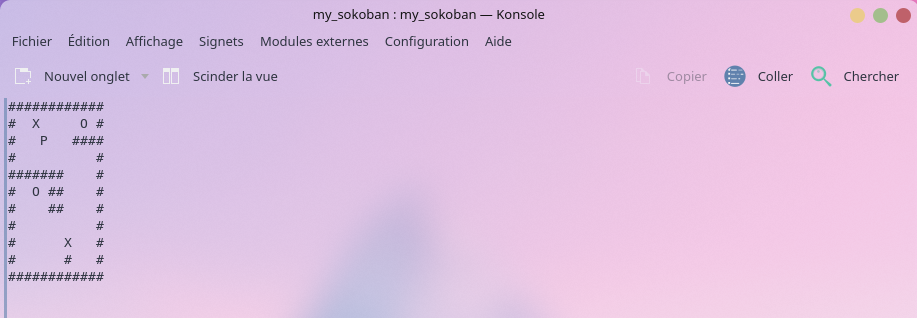 my_sokoban : my_sokoban — Konsole
Fichier Édition Affichage Signets Modules externes Configuration Aide
Nouvel onglet Scinder la vue Copier Coller Chercher
############
#  X     O #
#   P   ####
#          #
#######    #
#  O ##    #
#    ##    #
#          #
#      X   #
#      #   #
############